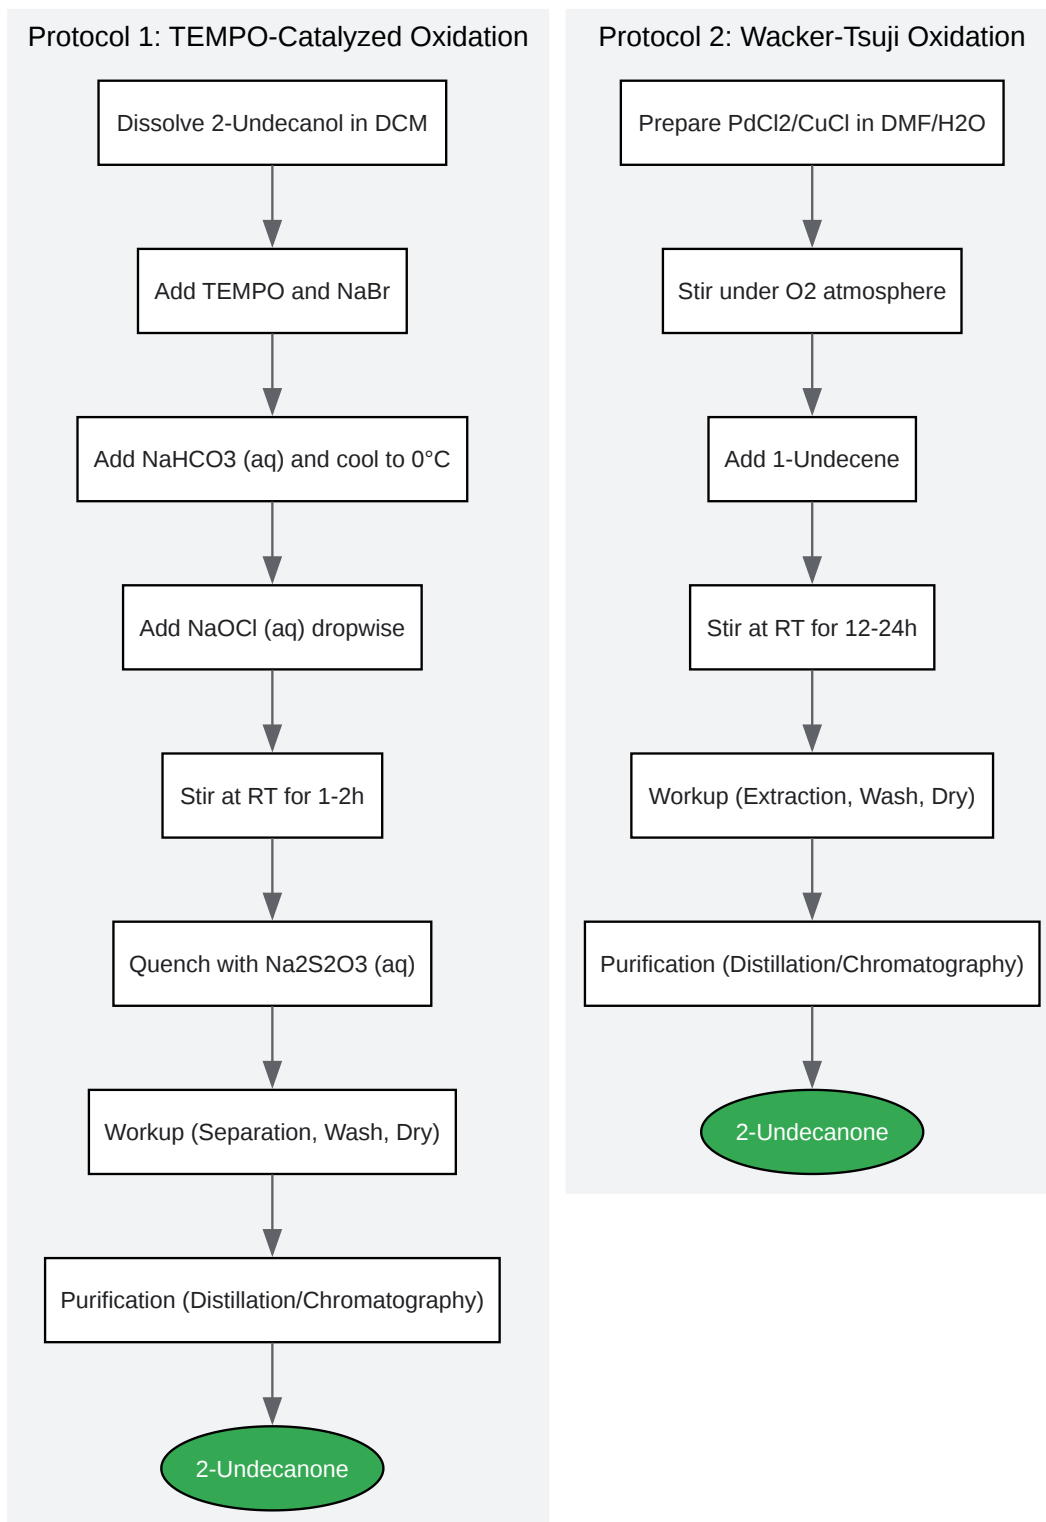 Protocol 1: TEMPO-Catalyzed Oxidation
Dissolve 2-Undecanol in DCM
Add TEMPO and NaBr
Add NaHCO3 (aq) and cool to 0°C
Add NaOCl (aq) dropwise
Stir at RT for 1-2h
Quench with Na2S2O3 (aq)
Workup (Separation, Wash, Dry)
Purification (Distillation/Chromatography)
2-Undecanone
Protocol 2: Wacker-Tsuji Oxidation
Prepare PdCl2/CuCl in DMF/H2O
Stir under O2 atmosphere
Add 1-Undecene
Stir at RT for 12-24h
Workup (Extraction, Wash, Dry)
Purification (Distillation/Chromatography)
2-Undecanone